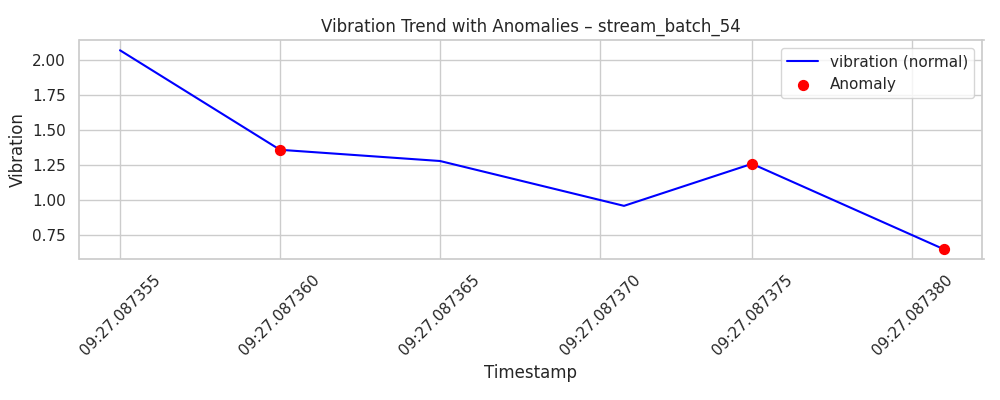 Vibration Trend with Anomalies – stream_batch_54
vibration (normal)
Anomaly
Vibration
2.00
1.75
1.50
1.25
1.00
0.75
09:27.087355
09:27.087360
09:27.087365
09:27.087370
09:27.087375
09:27.087380
Timestamp